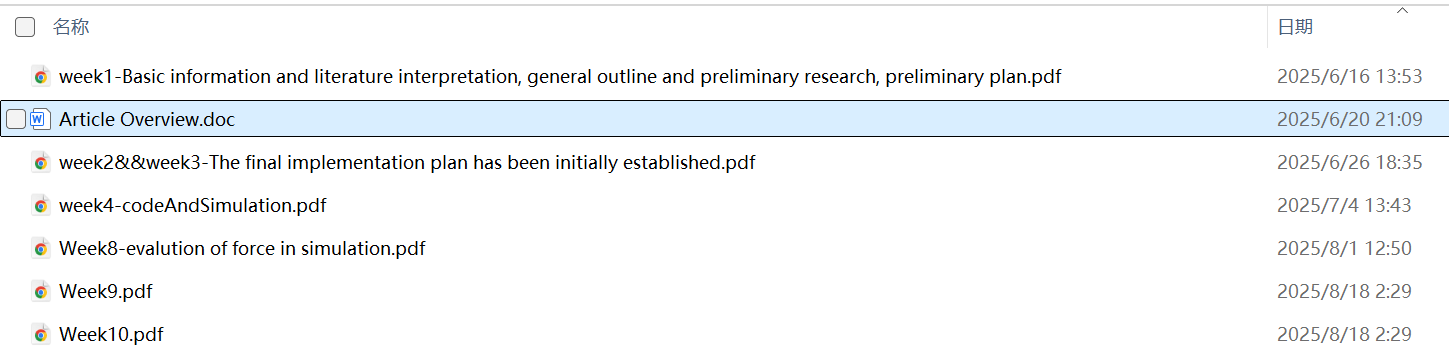 名称 日期
week1-Basic information and literature interpretation, general outline and preliminary research, preliminary plan.pdf 2025/6/16 13:53
Article Overview.doc 2025/6/20 21:09
week2&&week3-The final implementation plan has been initially established.pdf 2025/6/26 18:35
week4-codeAndSimulation.pdf 2025/7/4 13:43
Week8-evalution of force in simulation.pdf 2025/8/1 12:50
Week9.pdf 2025/8/18 2:29
Week10.pdf 2025/8/18 2:29